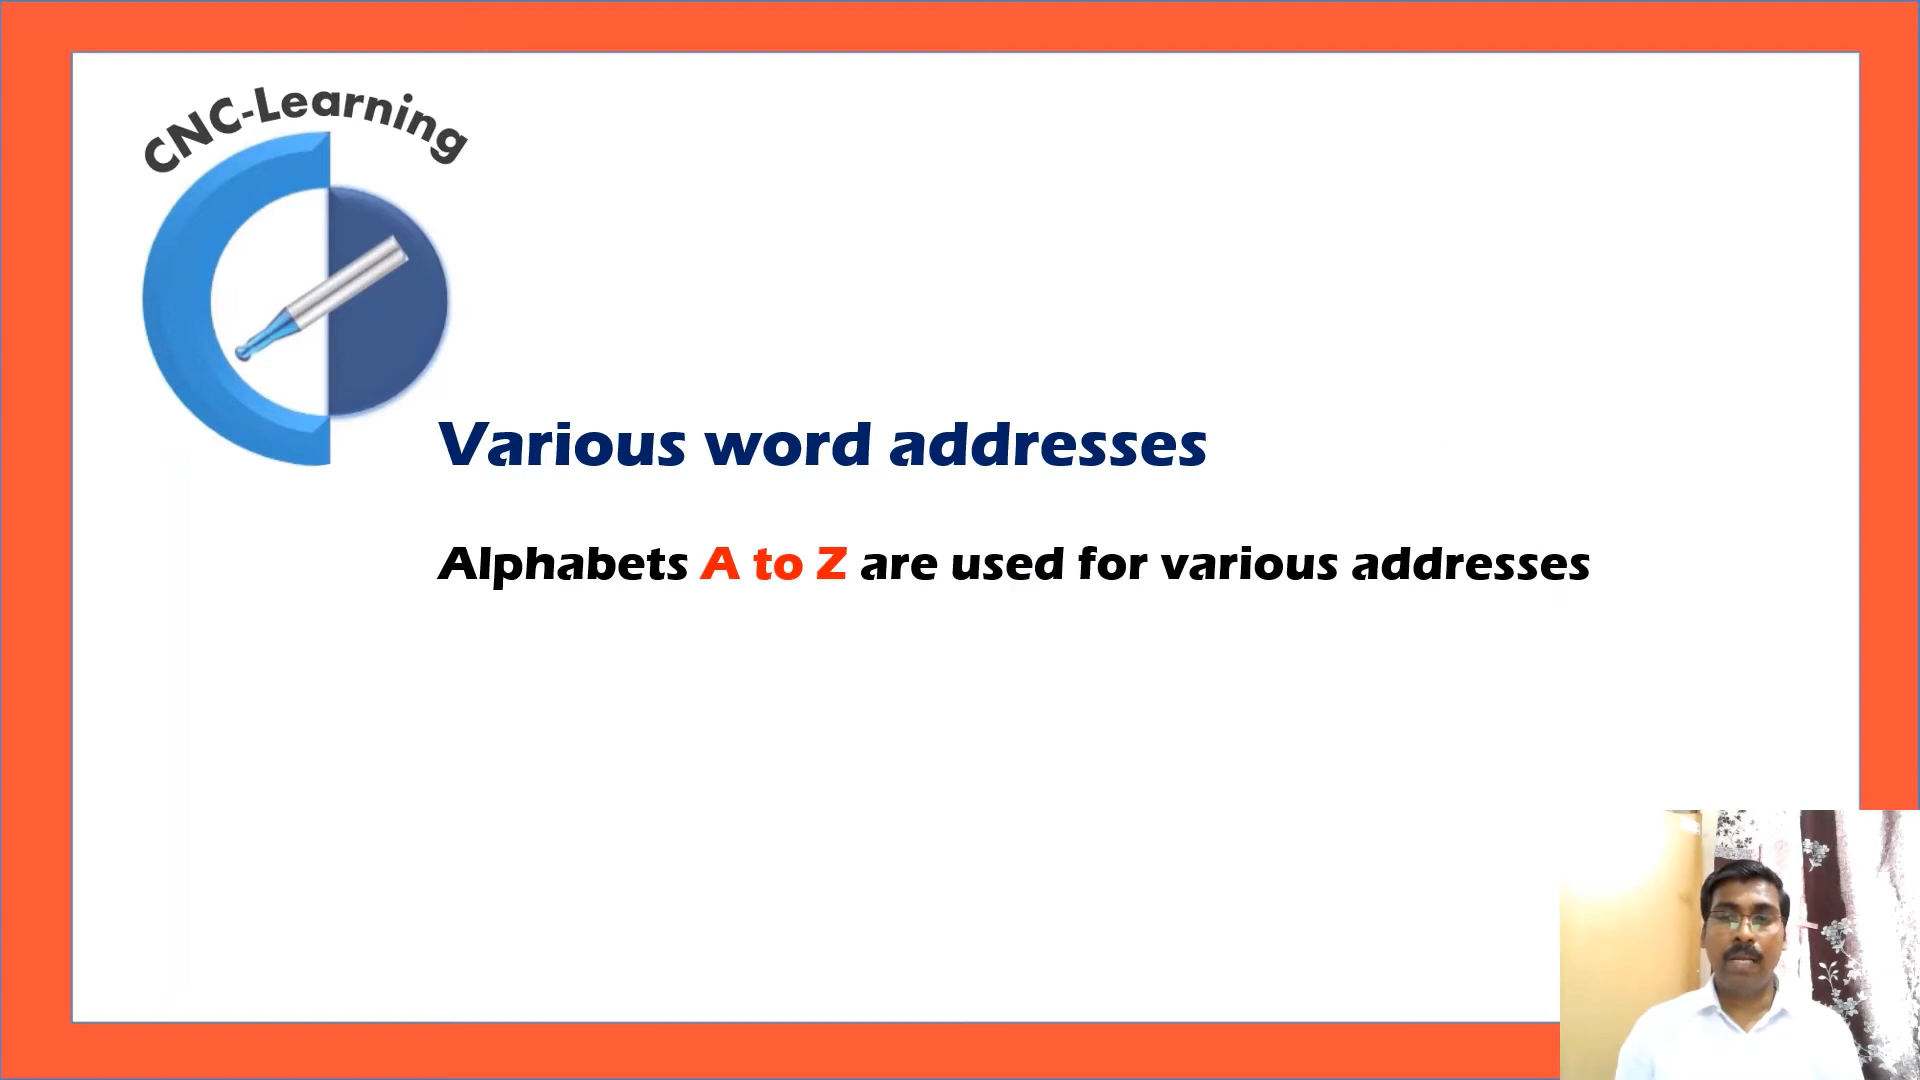 CNC-Learning
Various word addresses
Alphabets A to Z are used for various addresses